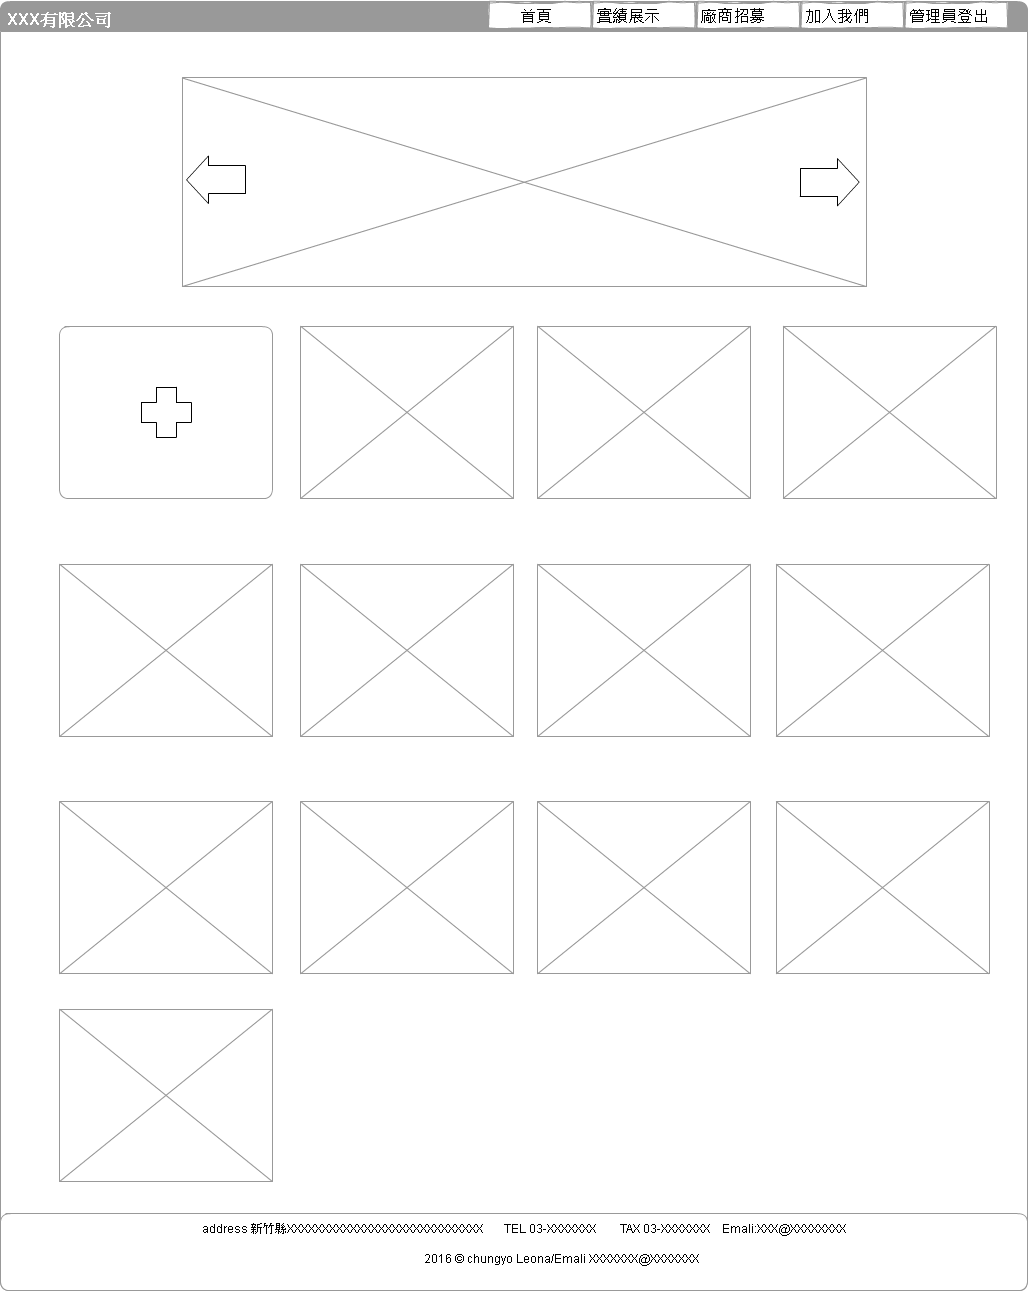 XXX有限公司 首頁 實績展示 廠商招募 加入我們 管理員登出
address 新竹縣XXXXXXXXXXXXXXXXXXXXXXXXXXXX TEL 03-XXXXXXX TAX 03-XXXXXXX Emali:XXX@XXXXXXXX
2016 © chungyo Leona/Emali XXXXXXX@XXXXXXX